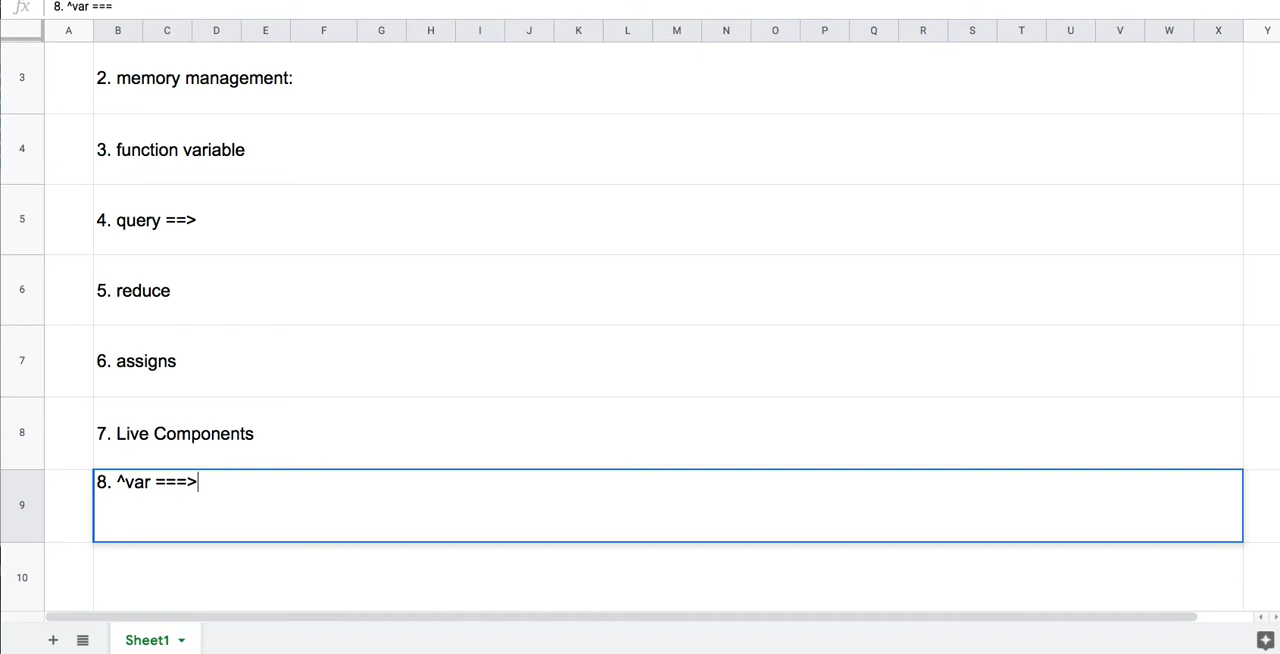 fx 8. ^var ===
A B C D E F G H I J K L M N O P Q R S T U V W X Y
3 2. memory management:
4 3. function variable
5 4. query ==>
6 5. reduce
7 6. assigns
8 7. Live Components
9 8. ^var ===>
10
+ Sheet1